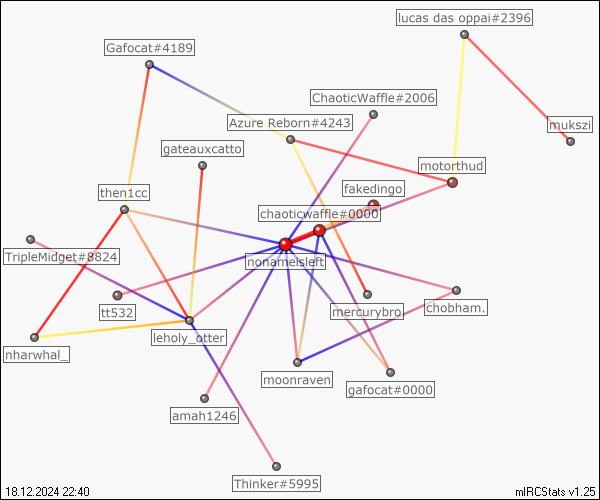 lucas das oppai#2396
Gafocat#4189
ChaoticWaffle#2006
Azure Reborn#4243
mukszi
gateauxcatto
motorthud
fakedingo
then1cc
chaoticwaffle#0000
TripleMidget#8824
nonameisleft
tt532
mercurybro
chobham.
leholy_otter
nharwhal_
moonraven
gafocat#0000
amah1246
Thinker#5995
18.12.2024 22:40
mIRCStats v1.25